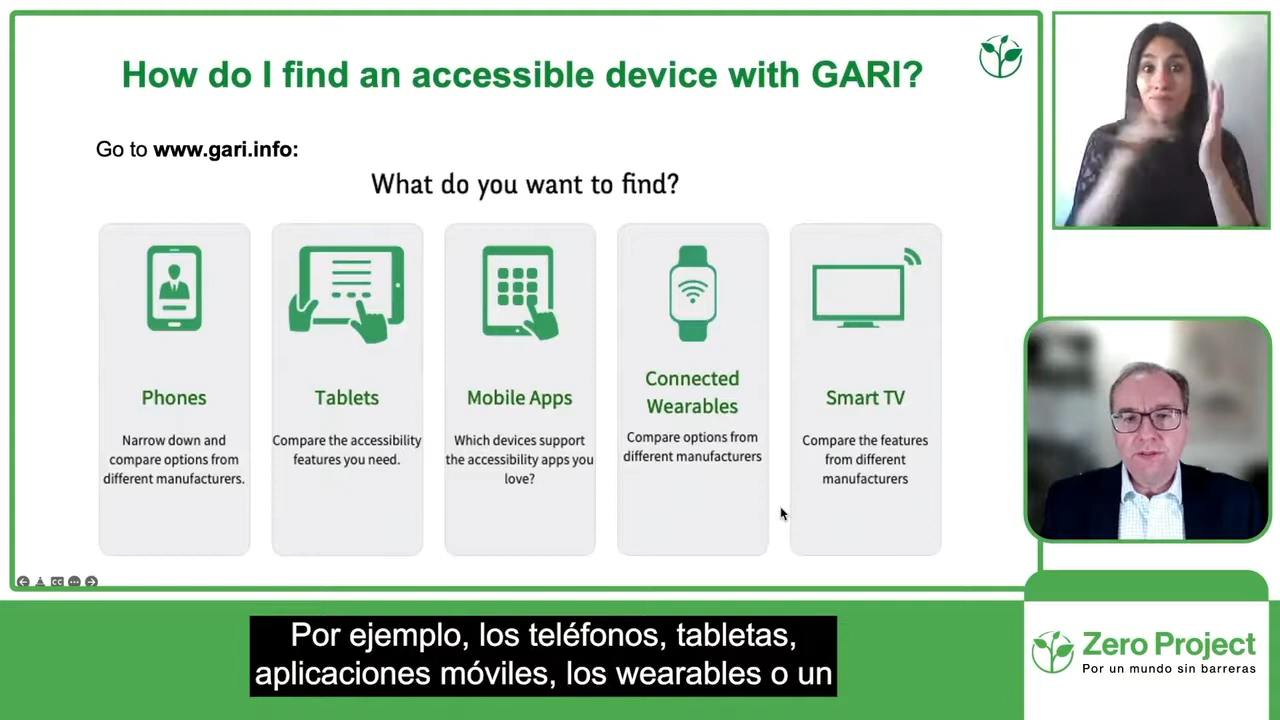 How do I find an accessible device with GARI?
Go to www.gari.info:
What do you want to find?
Phones
Narrow down and
compare options from
different manufacturers.
Tablets
Compare the accessibility
features you need.
Mobile Apps
Which devices support
the accessibility apps you
love?
Connected
Wearables
Compare options from
different manufacturers
Smart TV
Compare the features
from different
manufacturers
CC
Por ejemplo, los teléfonos, tabletas,
aplicaciones móviles, los wearables o un
Zero Project
Por un mundo sin barreras